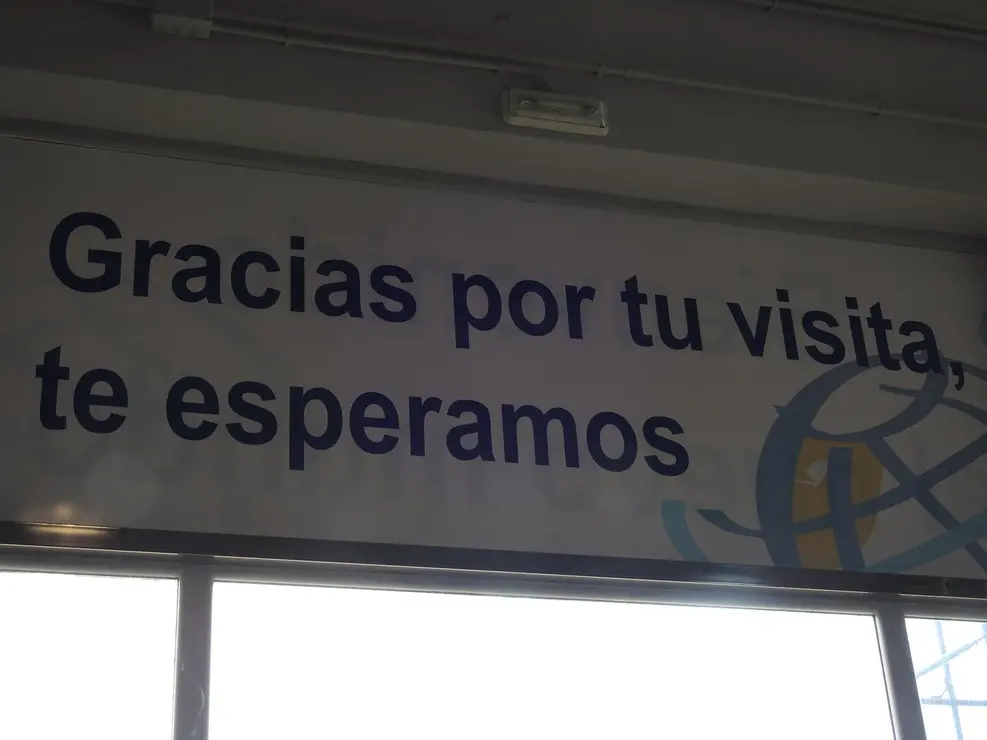 Gracias por tu visita,
te esperamos